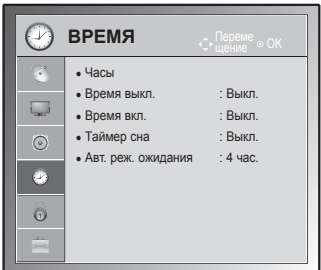 ВРЕМЯ
Переме
щение
OK
• Часы
• Время выкл. : Выкл.
• Время вкл. : Выкл.
• Таймер сна : Выкл.
• Авт. реж. ожидания : 4 час.